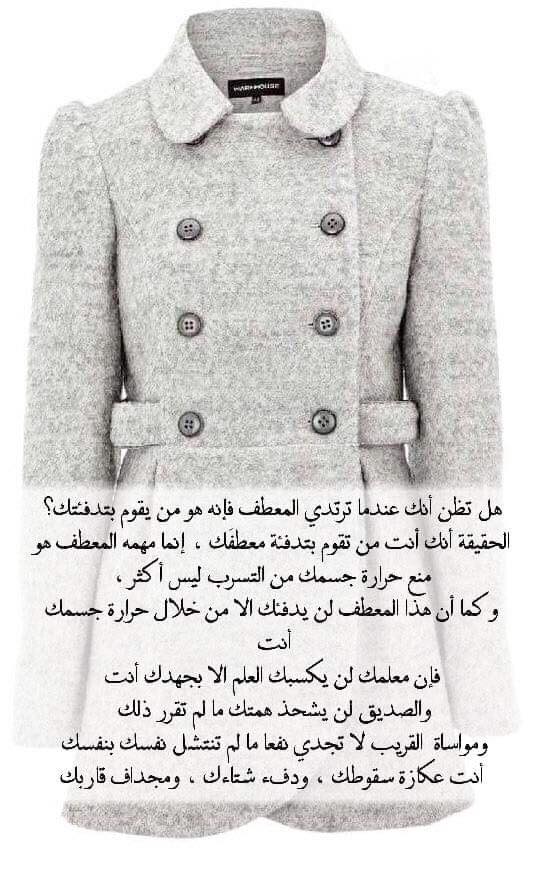 WAREHOUSE
هل تظن أنك عندما ترتدي المعطف فإنه هو من يقوم بتدفئتك؟
الحقيقة أنك أنت من تقوم بتدفئة معطفك ، إنما مهمه المعطف هو
منع حرارة جسمك من التسرب ليس أكثر ،
و كما أن هذا المعطف لن يدفئك الا من خلال حرارة جسمك
أنت
فإن معلمك لن يكسبك العلم الا بجهدك أنت
والصديق لن يشحذ همتك ما لم تقرر ذلك
ومواساة القريب لا تجدي نفعا ما لم تنتشل نفسك بنفسك
أنت عكازة سقوطك ، ودفء شتاءك ، ومجداف قاربك